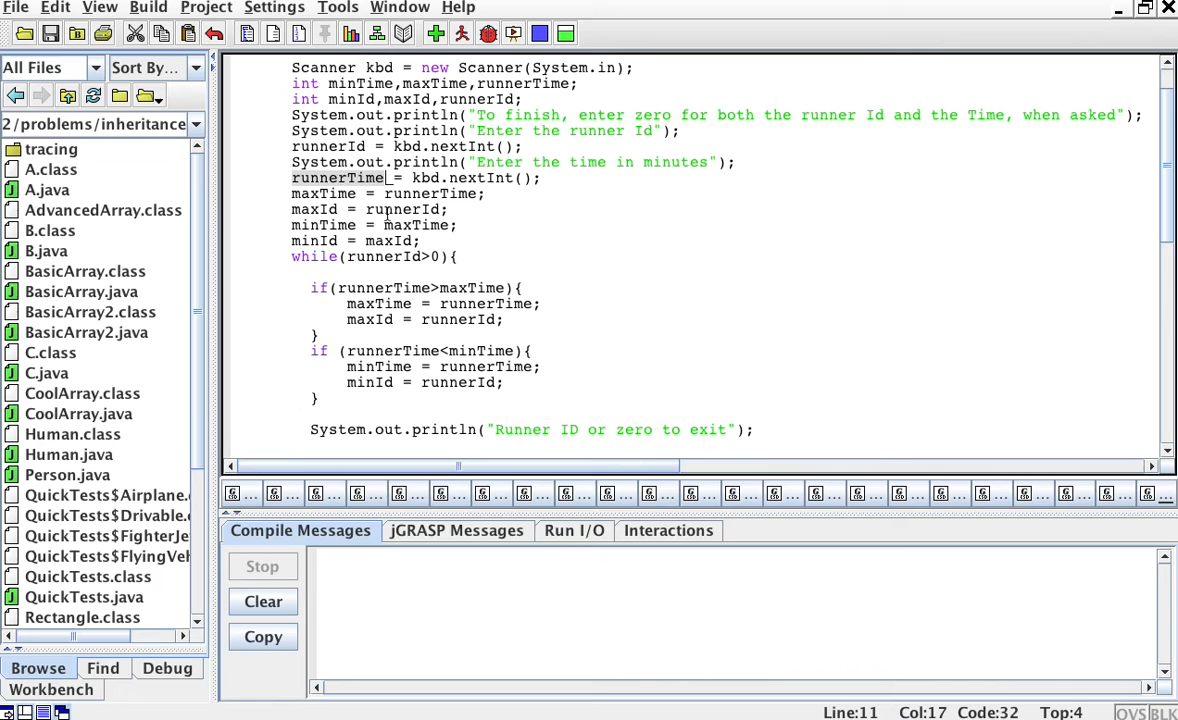 File Edit View Build Project Settings Tools Window Help
All Files Sort By...
2/problems/inheritance
tracing
A.class
A.java
AdvancedArray.class
B.class
B.java
BasicArray.class
BasicArray.java
BasicArray2.class
BasicArray2.java
C.class
C.java
CoolArray.class
CoolArray.java
Human.class
Human.java
Person.java
QuickTests$Airplane.
QuickTests$Drivable.
QuickTests$FighterJe
QuickTests$FlyingVeh
QuickTests.class
QuickTests.java
Rectangle.class
Browse Find Debug
Workbench
Scanner kbd = new Scanner(System.in);
int minTime,maxTime,runnerTime;
int minId,maxId,runnerId;
System.out.println("To finish, enter zero for both the runner Id and the Time, when asked");
System.out.println("Enter the runner Id");
runnerId = kbd.nextInt();
System.out.println("Enter the time in minutes");
runnerTime = kbd.nextInt();
maxTime = runnerTime;
maxId = runnerId;
minTime = maxTime;
minId = maxId;
while(runnerId>0){
if(runnerTime>maxTime){
maxTime = runnerTime;
maxId = runnerId;
}
if (runnerTime<minTime){
minTime = runnerTime;
minId = runnerId;
}
System.out.println("Runner ID or zero to exit");
Compile Messages jGRASP Messages Run I/O Interactions
Stop
Clear
Copy
Line:11 Col:17 Code:32 Top:4 OVS BLK